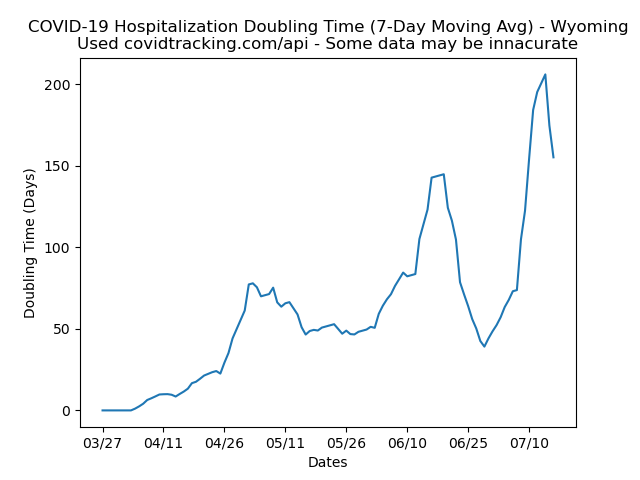 COVID-19 Hospitalization Doubling Time (7-Day Moving Avg) - Wyoming
Used covidtracking.com/api - Some data may be innacurate
Doubling Time (Days)
200
150
100
50
0
03/27 04/11 04/26 05/11 05/26 06/10 06/25 07/10
Dates